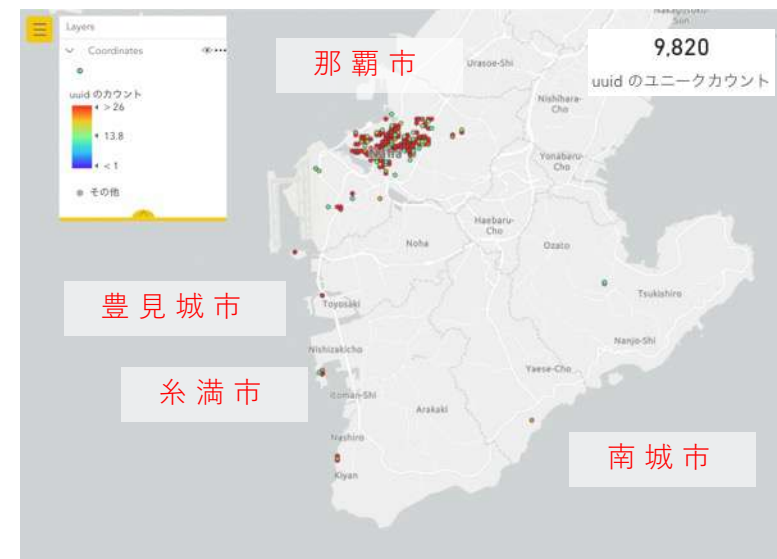 Layers
Coordinates
uuid のカウント
> 26
13.8
< 1
その他
那覇市
9,820
uuid のユニークカウント
Urasoe-Shi
Nishihara-
Cho
Yonabaru-
Cho
Naha
Haebaru-
Cho
Noha
Ozato
Tsukishiro
豊見城市
Toyosaki
Nanjo-Shi
Nishizakicho
Yaese-Cho
糸満市
Itoman-Shi
Arakaki
Nashiro
南城市
Kiyan